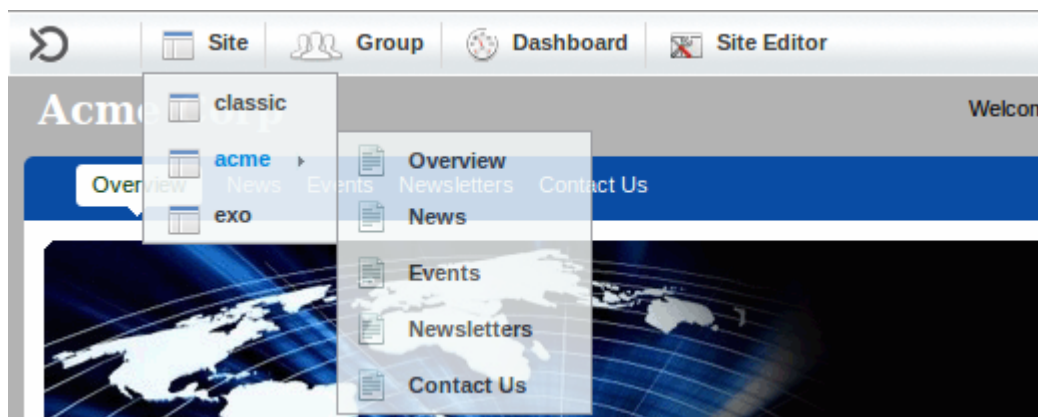 Site Group Dashboard Site Editor
Acme Corp
Welcom
classic
acme
exo
Overview
News
Events
Newsletters
Contact Us
Overview News Events Newsletters Contact Us